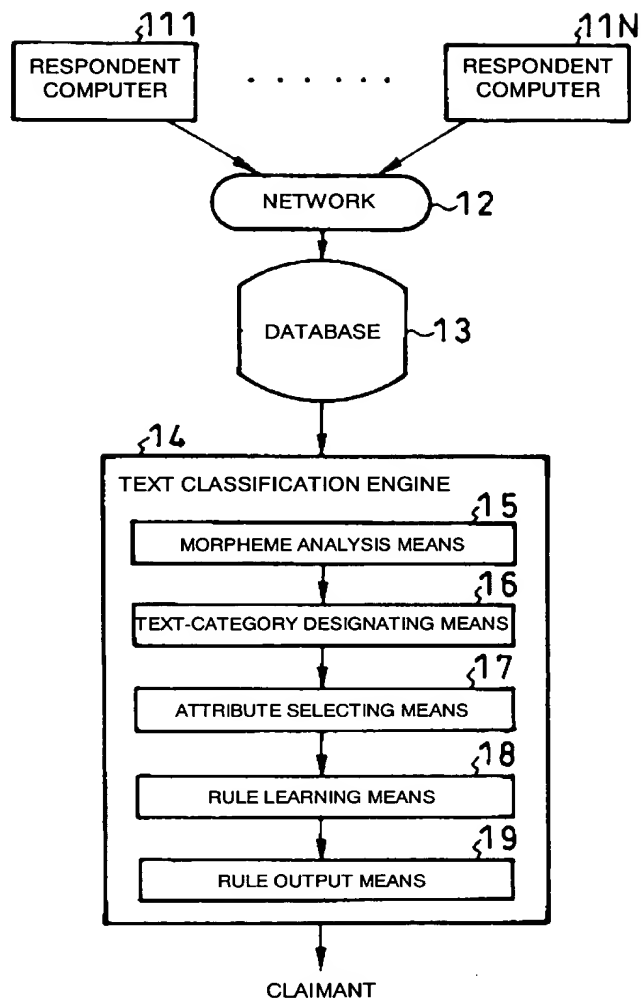 111
11N
RESPONDENT
COMPUTER
. . . . . . .
RESPONDENT
COMPUTER
NETWORK
12
DATABASE
13
14
TEXT CLASSIFICATION ENGINE
15
MORPHEME ANALYSIS MEANS
16
TEXT-CATEGORY DESIGNATING MEANS
17
ATTRIBUTE SELECTING MEANS
18
RULE LEARNING MEANS
19
RULE OUTPUT MEANS
CLAIMANT